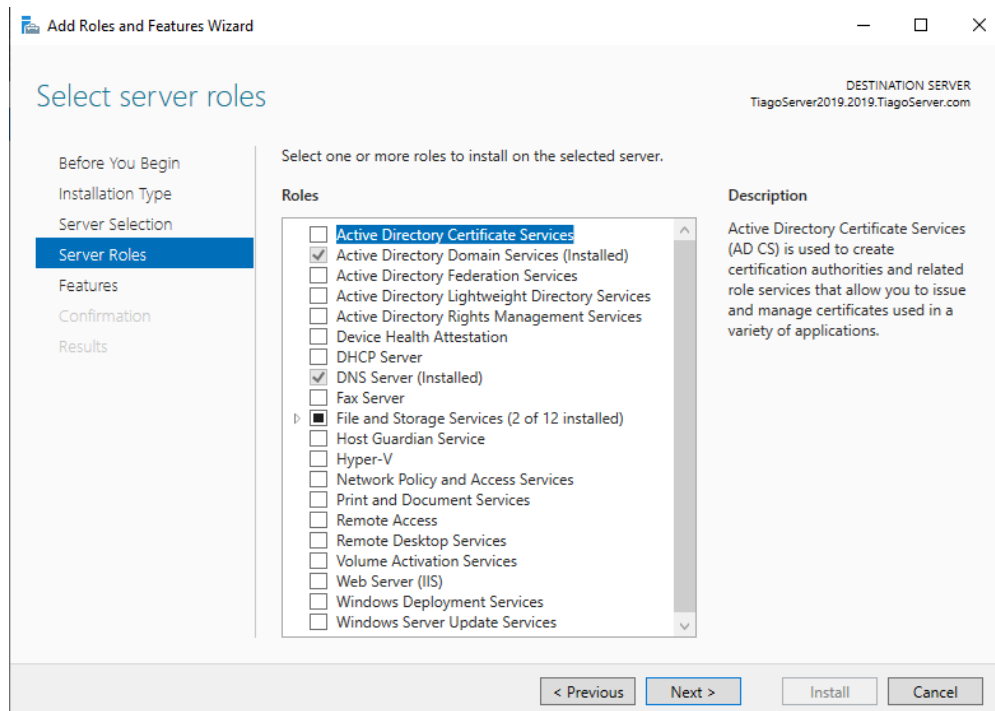 Add Roles and Features Wizard
Select server roles
DESTINATION SERVER
TiagoServer2019.2019.TiagoServer.com
Before You Begin
Installation Type
Server Selection
Server Roles
Features
Confirmation
Results
Select one or more roles to install on the selected server.
Roles
Active Directory Certificate Services
Active Directory Domain Services (Installed)
Active Directory Federation Services
Active Directory Lightweight Directory Services
Active Directory Rights Management Services
Device Health Attestation
DHCP Server
DNS Server (Installed)
Fax Server
File and Storage Services (2 of 12 installed)
Host Guardian Service
Hyper-V
Network Policy and Access Services
Print and Document Services
Remote Access
Remote Desktop Services
Volume Activation Services
Web Server (IIS)
Windows Deployment Services
Windows Server Update Services
Description
Active Directory Certificate Services
(AD CS) is used to create
certification authorities and related
role services that allow you to issue
and manage certificates used in a
variety of applications.
< Previous
Next >
Install
Cancel